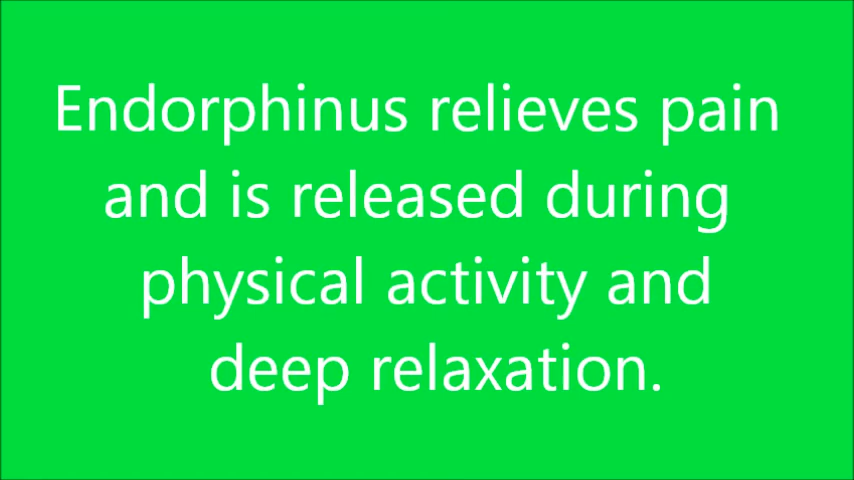 Endorphinus relieves pain
and is released during
physical activity and
deep relaxation.